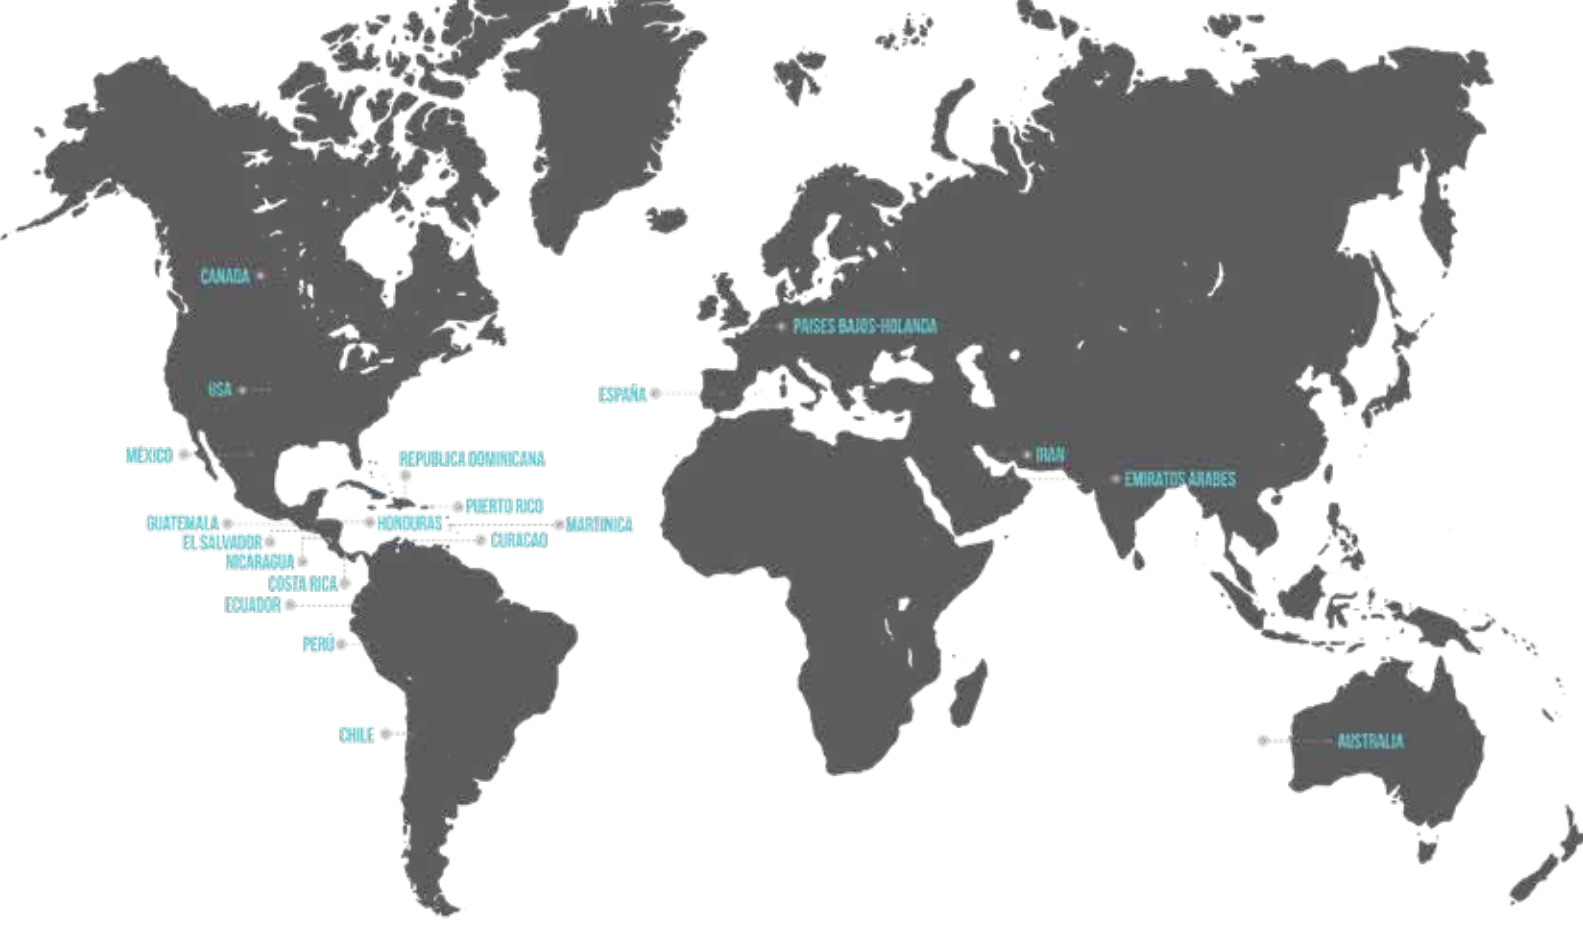 CANADA
PAISES BAJOS-HOLANDA
USA
ESPAÑA
MÉXICO
REPUBLICA DOMINICANA
IRAN
EMIRATOS ARABES
PUERTO RICO
GUATEMALA
HONDURAS
MARTINICA
EL SALVADOR
CURACAO
NICARAGUA
COSTA RICA
ECUADOR
PERÚ
CHILE
AUSTRALIA